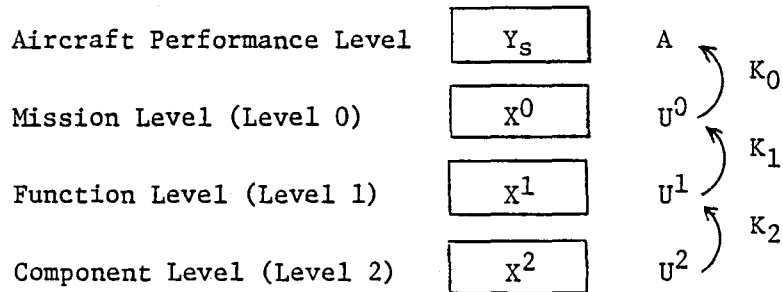 Aircraft Performance Level Y_s A
K_0
Mission Level (Level 0) X^0 U^0
K_1
Function Level (Level 1) X^1 U^1
K_2
Component Level (Level 2) X^2 U^2